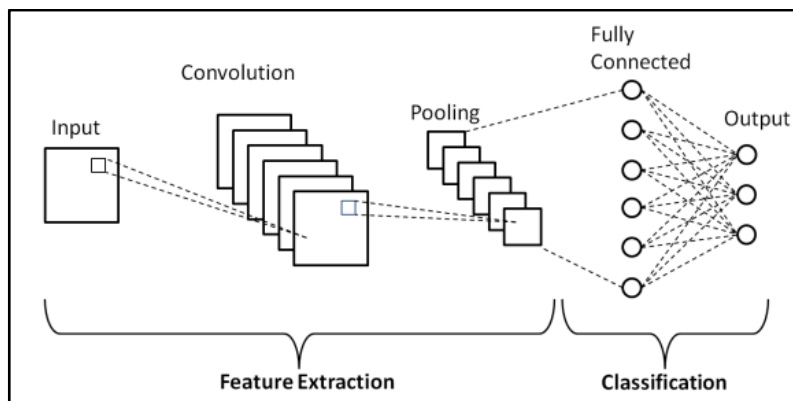 Input
Convolution
Pooling
Fully
Connected
Output
Feature Extraction
Classification